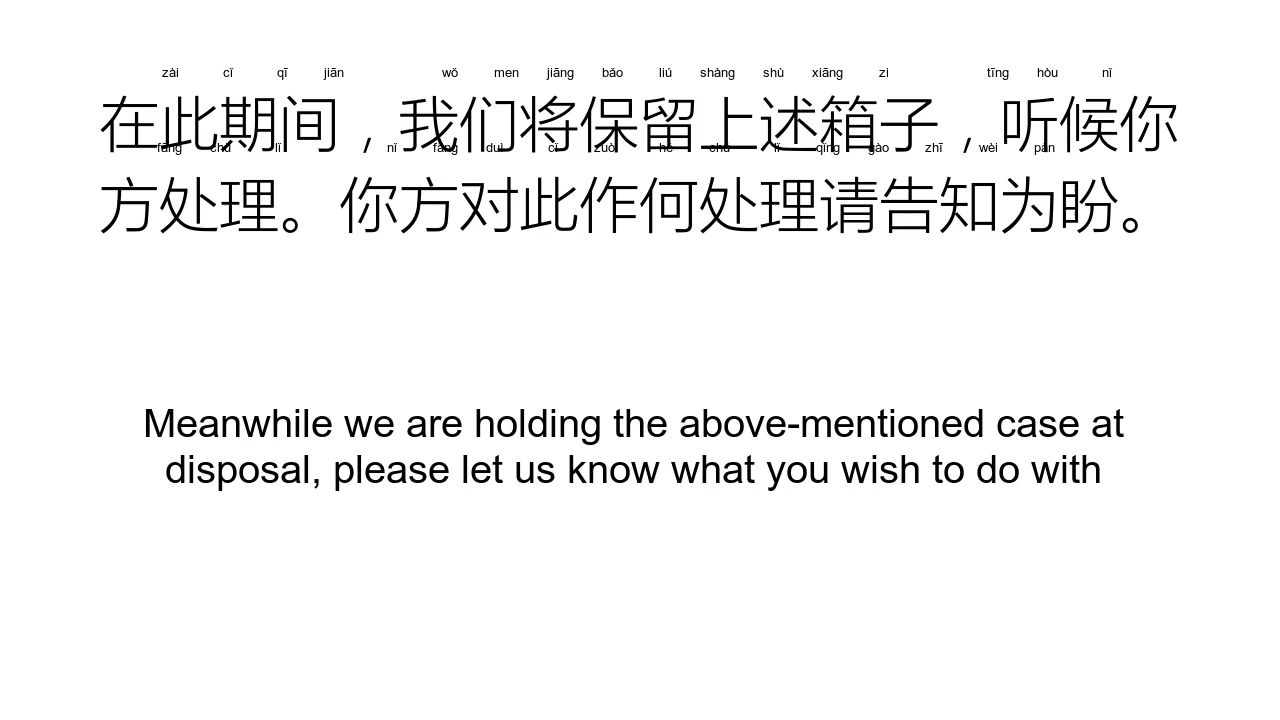 zài cǐ qī jiān wǒ men jiāng bǎo liú shàng shù xiāng zi tīng hòu nǐ
在此期间，我们将保留上述箱子，听候你
fāng chǔ lǐ nǐ fāng duì cǐ zuò hé chǔ lǐ qǐng gào zhī wèi pàn
方处理。你方对此作何处理请告知为盼。
Meanwhile we are holding the above-mentioned case at
disposal, please let us know what you wish to do with